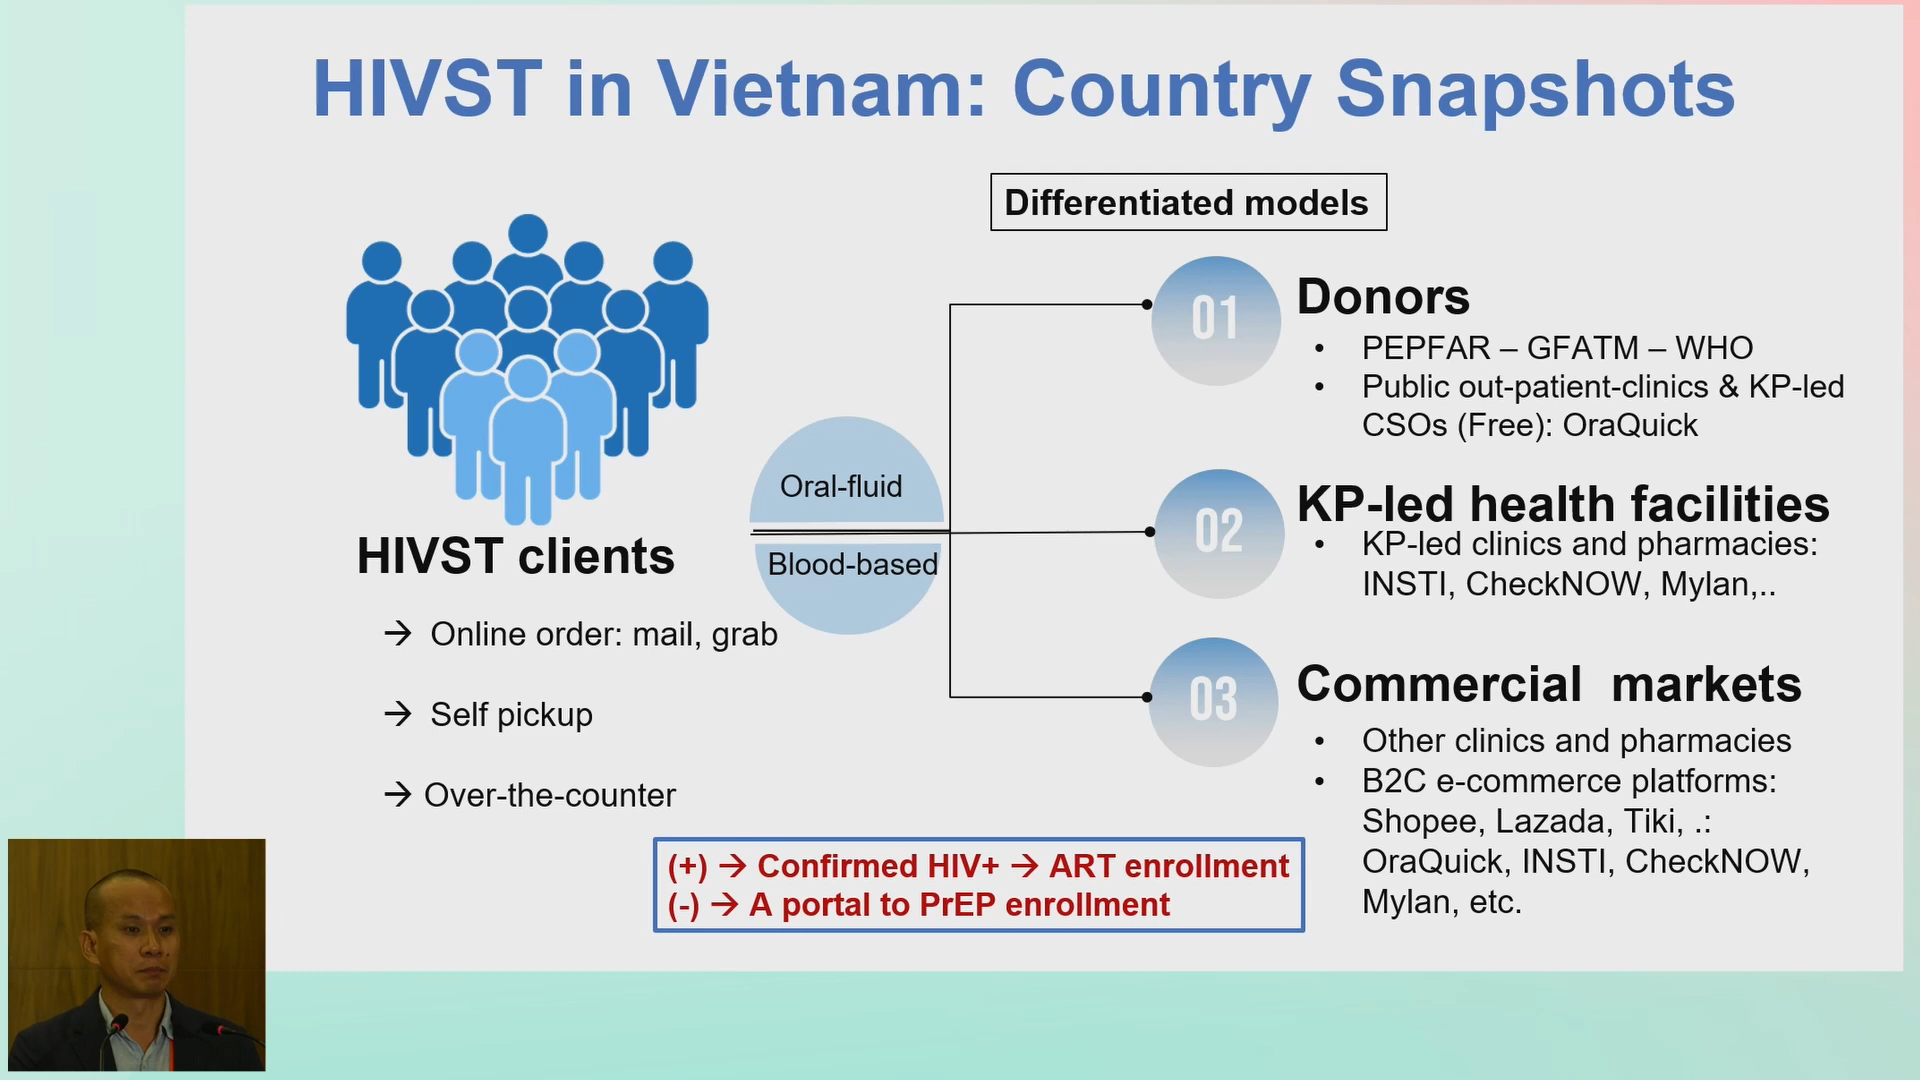 HIVST in Vietnam: Country Snapshots
Differentiated models
HIVST clients
→ Online order: mail, grab
→ Self pickup
→ Over-the-counter
Oral-fluid
Blood-based
01
Donors
• PEPFAR – GFATM – WHO
• Public out-patient-clinics & KP-led
CSOs (Free): OraQuick
02
KP-led health facilities
• KP-led clinics and pharmacies:
INSTI, CheckNOW, Mylan,..
03
Commercial markets
• Other clinics and pharmacies
• B2C e-commerce platforms:
Shopee, Lazada, Tiki, .:
OraQuick, INSTI, CheckNOW,
Mylan, etc.
(+) → Confirmed HIV+ → ART enrollment
(-) → A portal to PrEP enrollment